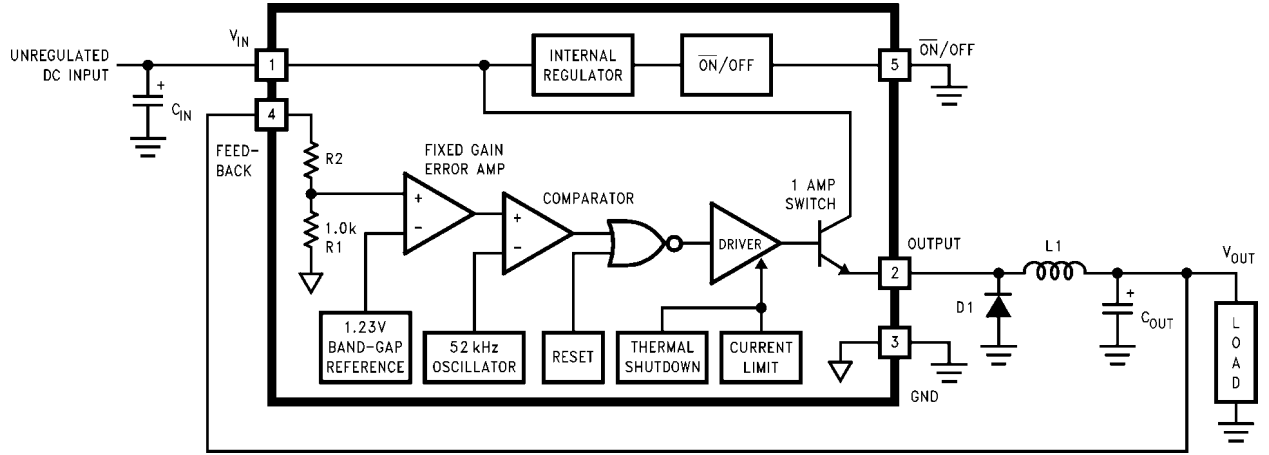 UNREGULATED
DC INPUT
+
C_IN
V_IN
1
4
FEED-
BACK
INTERNAL
REGULATOR
O̅N̅/OFF
5
O̅N̅/OFF
R2
1.0k
R1
FIXED GAIN
ERROR AMP
+
−
COMPARATOR
+
−
DRIVER
1 AMP
SWITCH
OUTPUT
2
3
GND
1.23V
BAND-GAP
REFERENCE
52 kHz
OSCILLATOR
RESET
THERMAL
SHUTDOWN
CURRENT
LIMIT
D1
L1
+
C_OUT
V_OUT
L
O
A
D